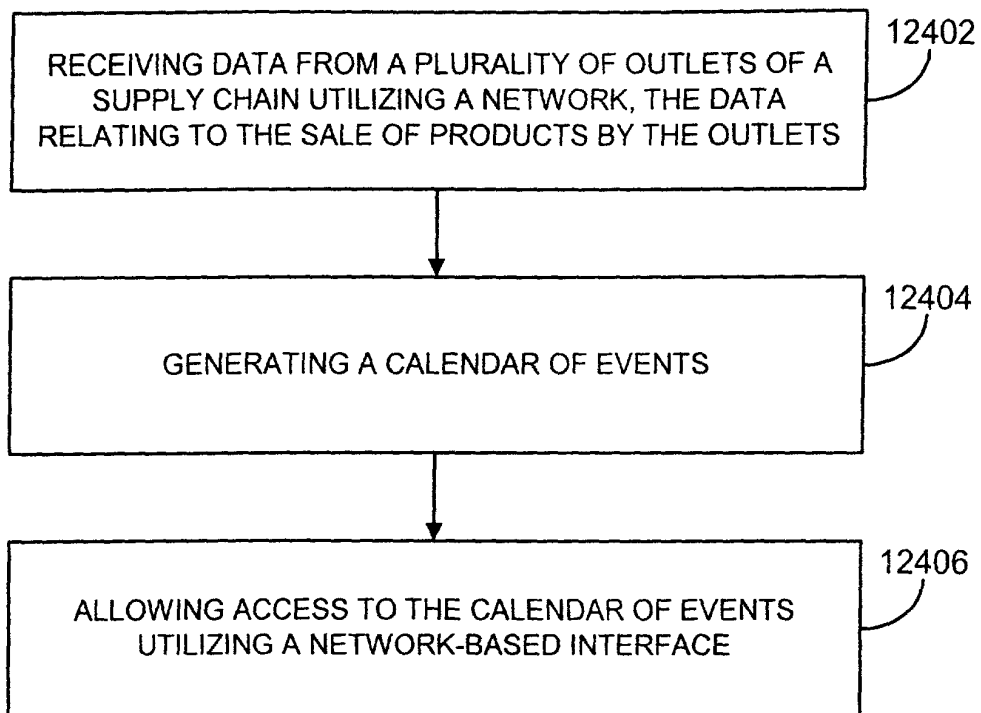 12402
RECEIVING DATA FROM A PLURALITY OF OUTLETS OF A
SUPPLY CHAIN UTILIZING A NETWORK, THE DATA
RELATING TO THE SALE OF PRODUCTS BY THE OUTLETS
12404
GENERATING A CALENDAR OF EVENTS
12406
ALLOWING ACCESS TO THE CALENDAR OF EVENTS
UTILIZING A NETWORK-BASED INTERFACE